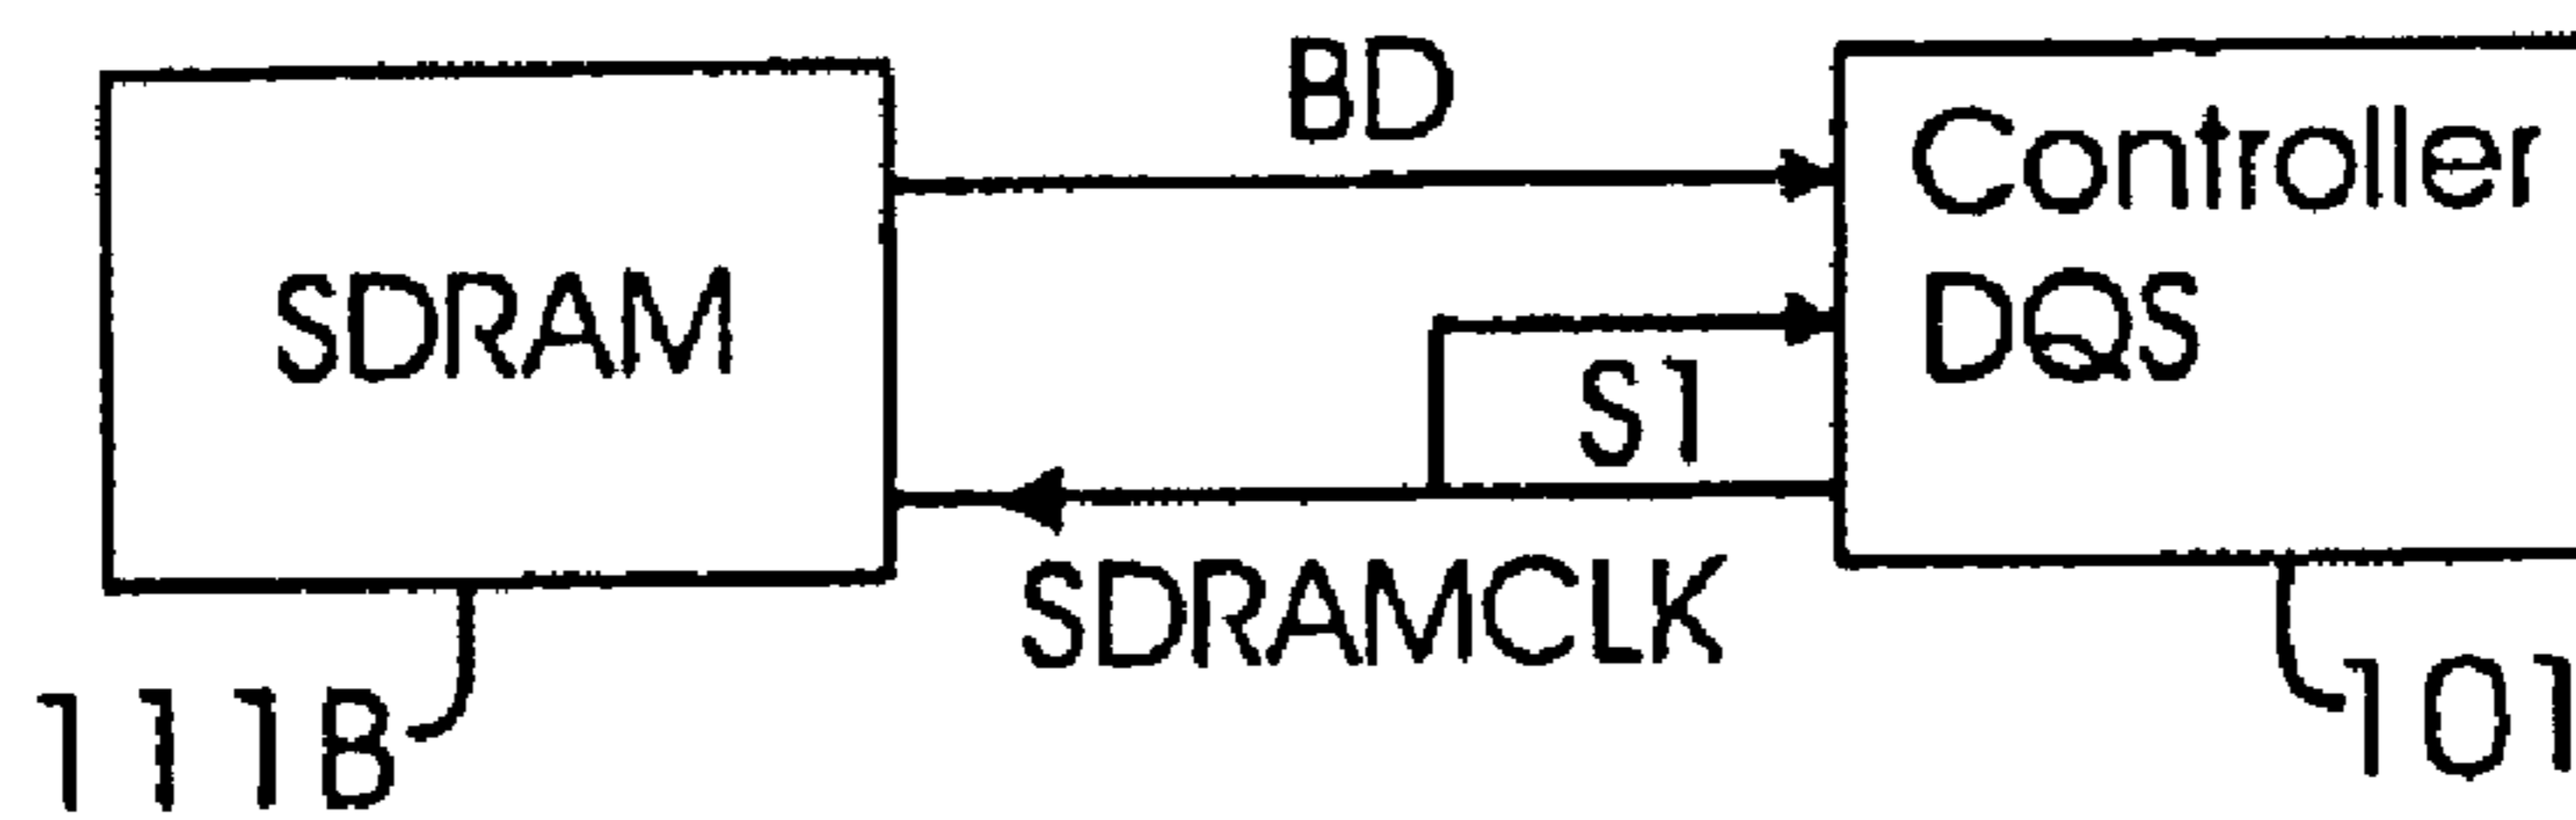 BD
Controller
SDRAM
DQS
S1
SDRAMCLK
111B
101